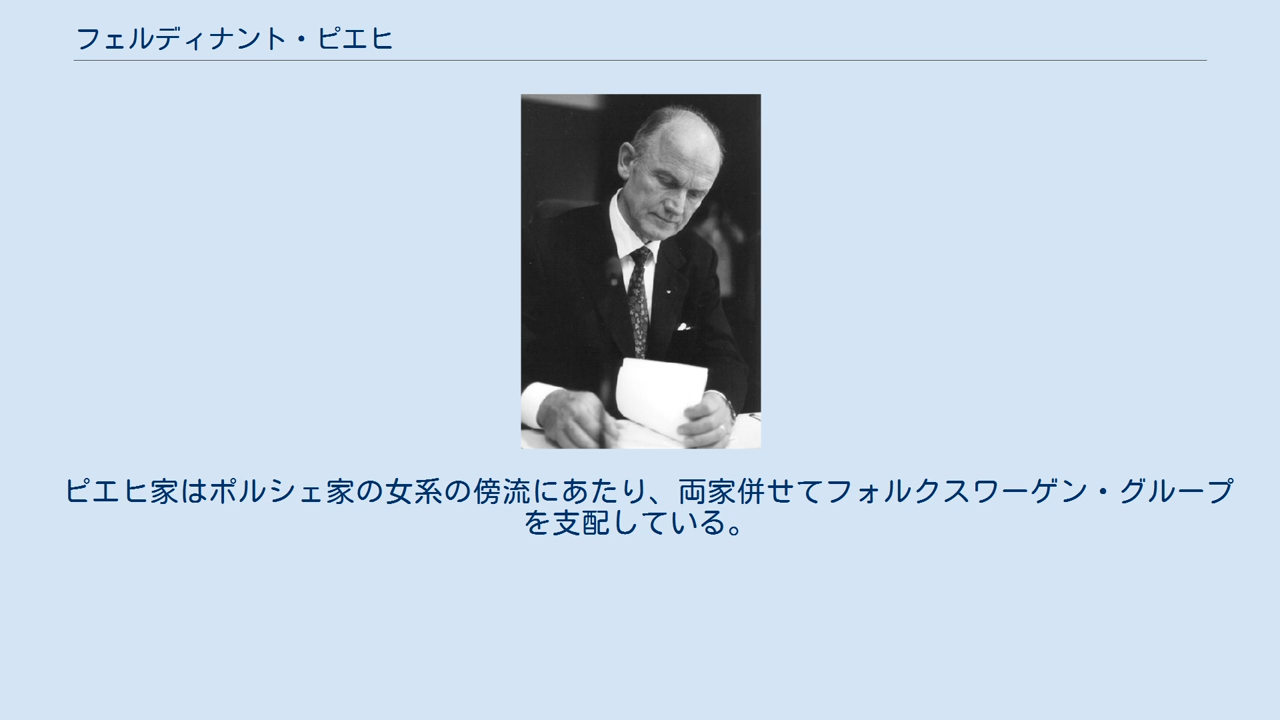 フェルディナント・ピエヒ
ピエヒ家はポルシェ家の女系の傍流にあたり、両家併せてフォルクスワーゲン・グループ
を支配している。